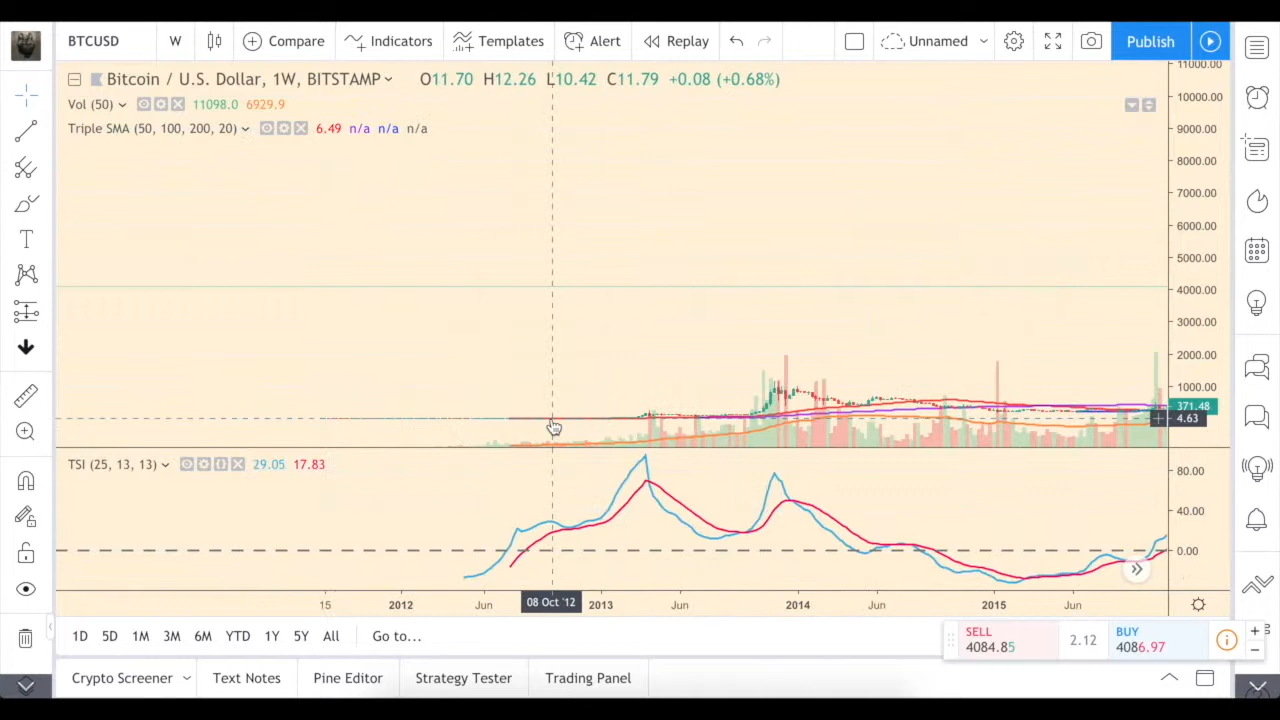 BTCUSD W Compare Indicators Templates Alert Replay Unnamed Publish
Bitcoin / U.S. Dollar, 1W, BITSTAMP O11.70 H12.26 L10.42 C11.79 +0.08 (+0.68%)
Vol (50) 11098.0 6929.9
Triple SMA (50, 100, 200, 20) 6.49 n/a n/a n/a
11000.00
10000.00
9000.00
8000.00
7000.00
6000.00
5000.00
4000.00
3000.00
2000.00
1000.00
371.48
4.63
TSI (25, 13, 13) 29.05 17.83
80.00
40.00
0.00
15 2012 Jun 08 Oct '12 2013 Jun 2014 Jun 2015 Jun
1D 5D 1M 3M 6M YTD 1Y 5Y All Go to...
SELL 4084.85 2.12 BUY 4086.97
Crypto Screener Text Notes Pine Editor Strategy Tester Trading Panel